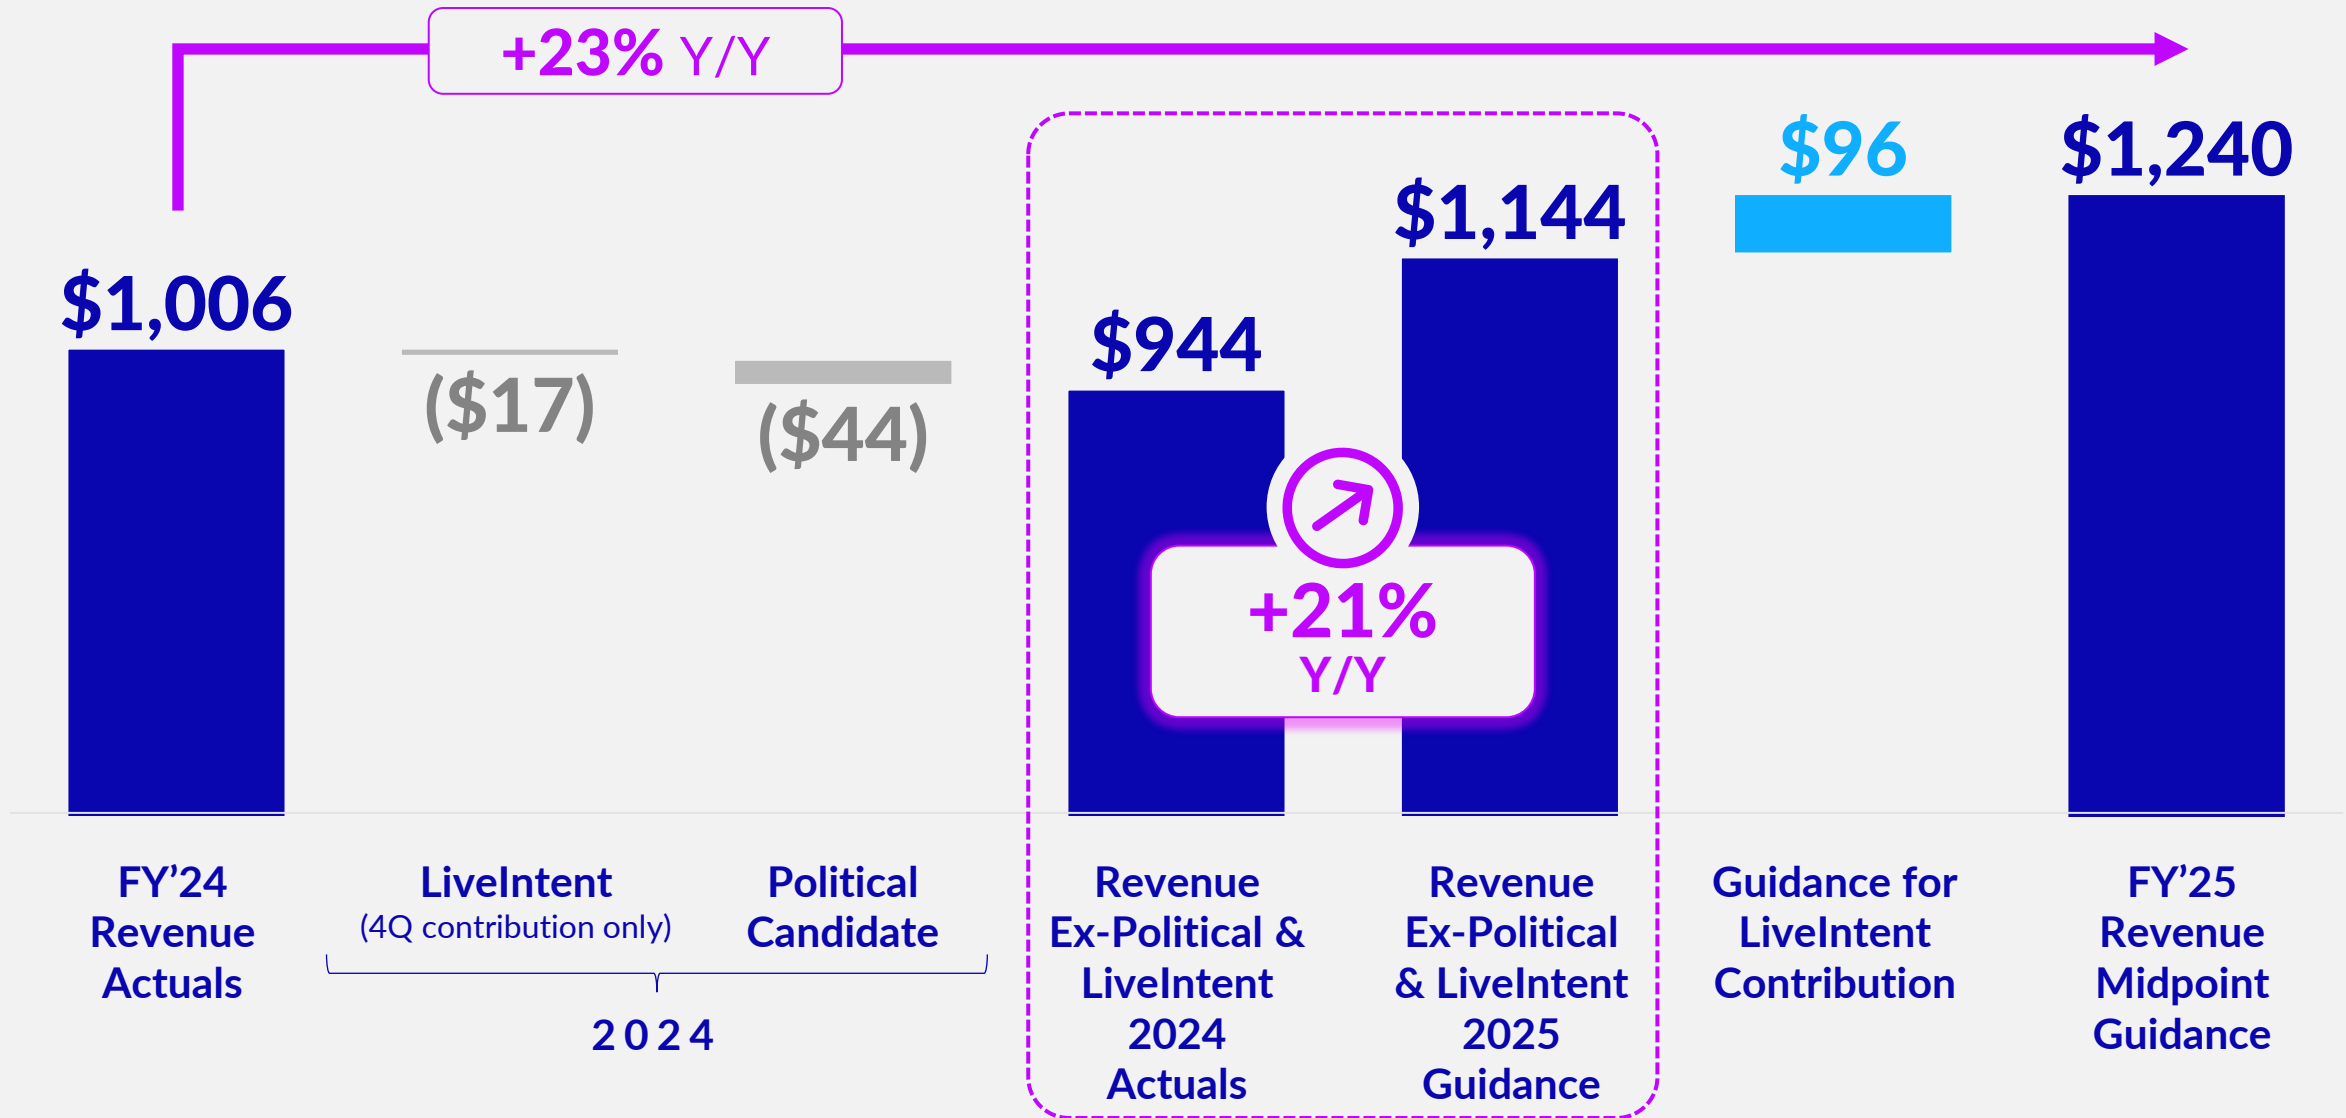 +23% Y/Y
$1,006
($17)
($44)
$944
$1,144
$96
$1,240
+21%
Y/Y
FY’24
Revenue
Actuals
LiveIntent
(4Q contribution only)
Political
Candidate
2024
Revenue
Ex-Political &
LiveIntent
2024
Actuals
Revenue
Ex-Political
& LiveIntent
2025
Guidance
Guidance for
LiveIntent
Contribution
FY’25
Revenue
Midpoint
Guidance